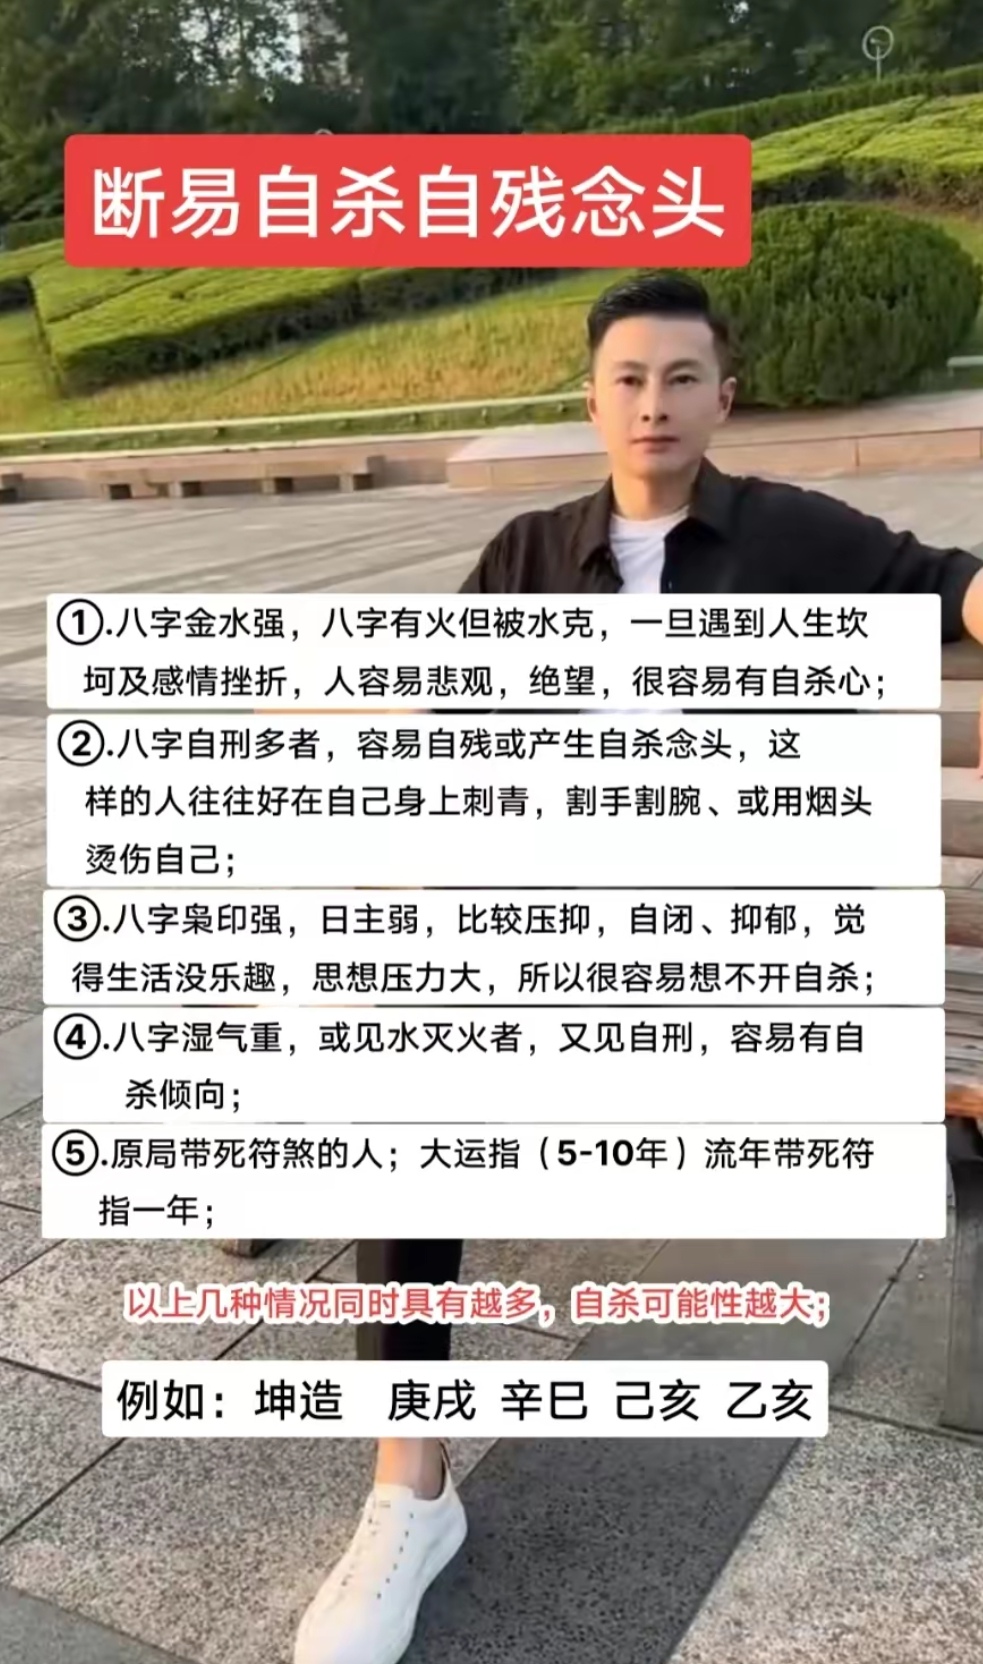 断易自杀自残念头
①.八字金水强，八字有火但被水克，一旦遇到人生坎
坷及感情挫折，人容易悲观，绝望，很容易有自杀心；
②.八字自刑多者，容易自残或产生自杀念头，这
样的人往往好在自己身上刺青，割手割腕、或用烟头
烫伤自己；
③.八字枭印强，日主弱，比较压抑，自闭、抑郁，觉
得生活没乐趣，思想压力大，所以很容易想不开自杀；
④.八字湿气重，或见水灭火者，又见自刑，容易有自
杀倾向；
⑤.原局带死符煞的人；大运指（5-10年）流年带死符
指一年；
以上几种情况同时具有越多，自杀可能性越大；
例如：坤造 庚戌 辛巳 己亥 乙亥